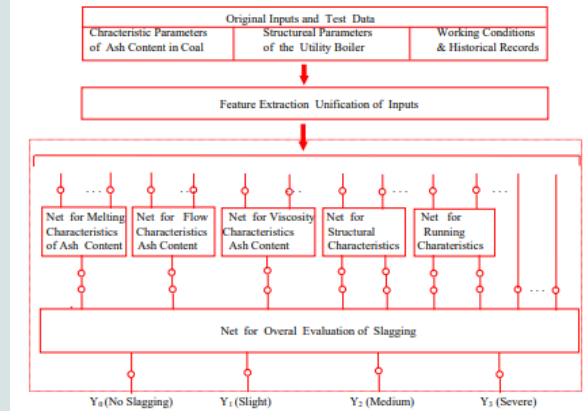 Original Inputs and Test Data
Chracteristic Parameters
of Ash Content in Coal
Structureal Parameters
of the Utility Boiler
Working Conditions
& Historical Records
Feature Extraction Unification of Inputs
... ... ... ... ...
Net for Melting
Characteristics
of Ash Content
Net for Flow
Characteristics
Ash Content
Net for Viscosity
Characteristics
Ash Content
Net for
Structural
Characteristics
Net for
Running
Charateristics
...
Net for Overal Evaluation of Slagging
Y₀ (No Slagging) Y₁ (Slight) Y₂ (Medium) Y₃ (Severe)